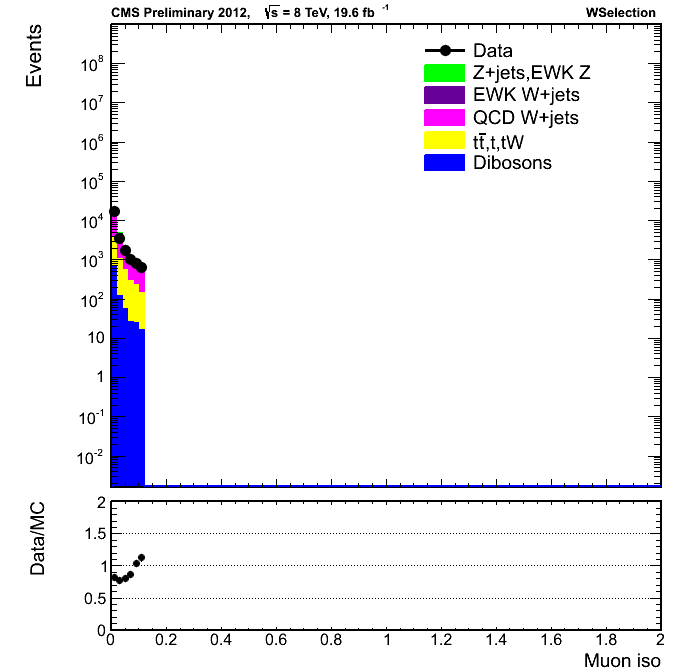 CMS Preliminary 2012, √s = 8 TeV, 19.6 fb⁻¹ WSelection
Events
Data
Z+jets,EWK Z
EWK W+jets
QCD W+jets
tt̅,t,tW
Dibosons
10⁸
10⁷
10⁶
10⁵
10⁴
10³
10²
10
1
10⁻¹
10⁻²
Data/MC
2
1.5
1
0.5
0
0 0.2 0.4 0.6 0.8 1 1.2 1.4 1.6 1.8 2
Muon iso